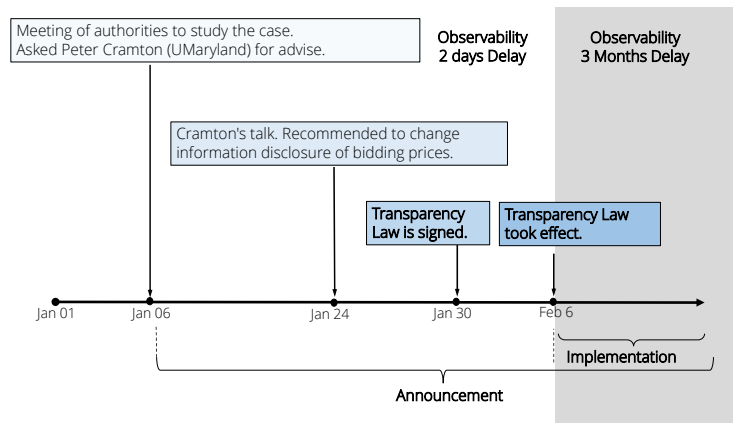 Meeting of authorities to study the case.
Asked Peter Cramton (UMaryland) for advise.
Observability
2 days Delay
Observability
3 Months Delay
Cramton's talk. Recommended to change
information disclosure of bidding prices.
Transparency
Law is signed.
Transparency Law
took effect.
Jan 01
Jan 06
Jan 24
Jan 30
Feb 6
Implementation
Announcement